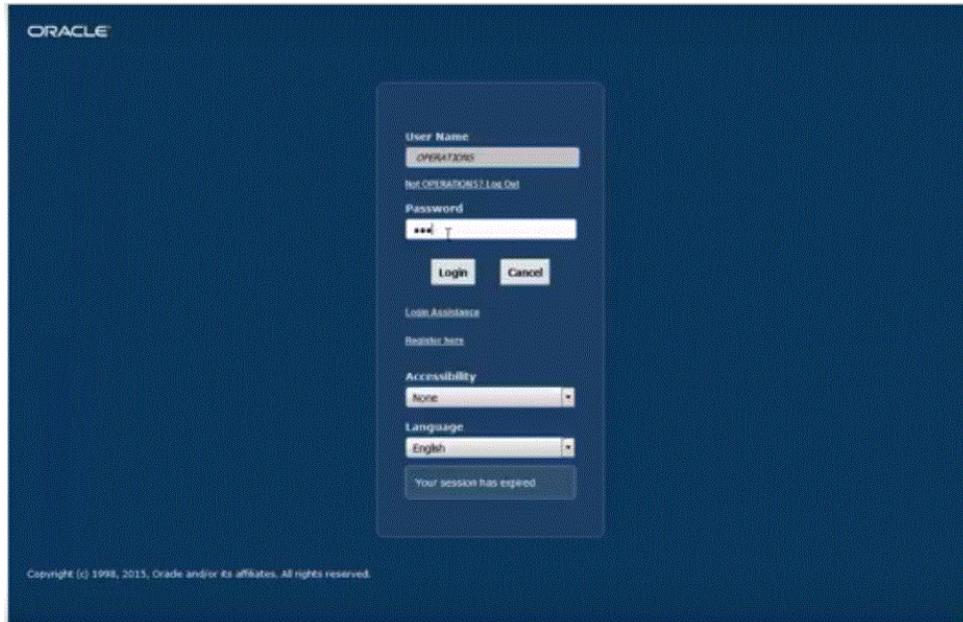 ORACLE
User Name
OPERATIONS
Not OPERATIONS? Log Out
Password
Login Cancel
Login Assistance
Register here
Accessibility
None
Language
English
Your session has expired
Copyright (c) 1998, 2015, Oracle and/or its affiliates. All rights reserved.